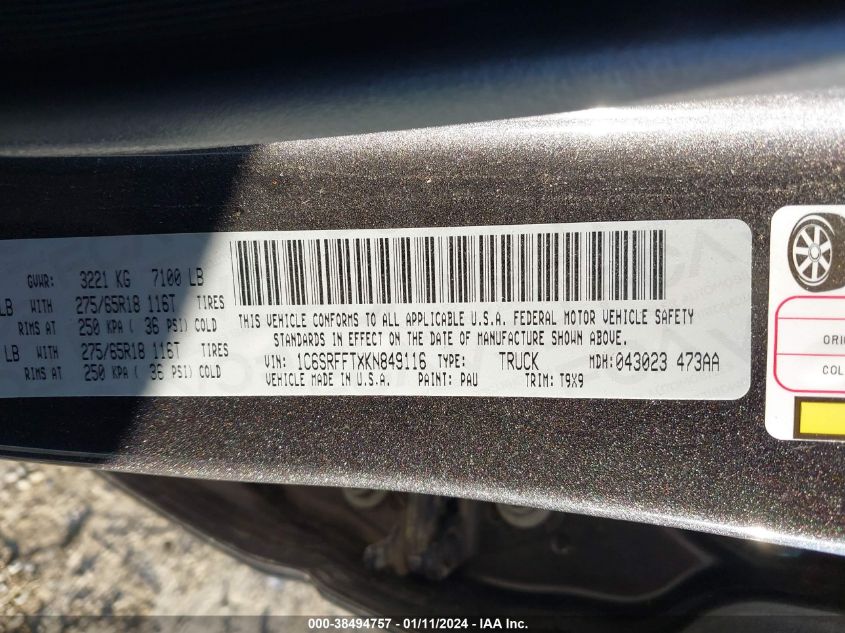 GVWR: 3221 KG 7100 LB
LB WITH 275/65R18 116T TIRES
RIMS AT 250 KPA ( 36 PSI) COLD
LB WITH 275/65R18 116T TIRES
RIMS AT 250 KPA ( 36 PSI) COLD
THIS VEHICLE CONFORMS TO ALL APPLICABLE U.S.A. FEDERAL MOTOR VEHICLE SAFETY
STANDARDS IN EFFECT ON THE DATE OF MANUFACTURE SHOWN ABOVE.
VIN: 1C6SRFFTXKN849116 TYPE: TRUCK MDH: 043023 473AA
VEHICLE MADE IN U.S.A. PAINT: PAU TRIM: T9X9
ORI
COL
000-38494757 - 01/11/2024 - IAA Inc.